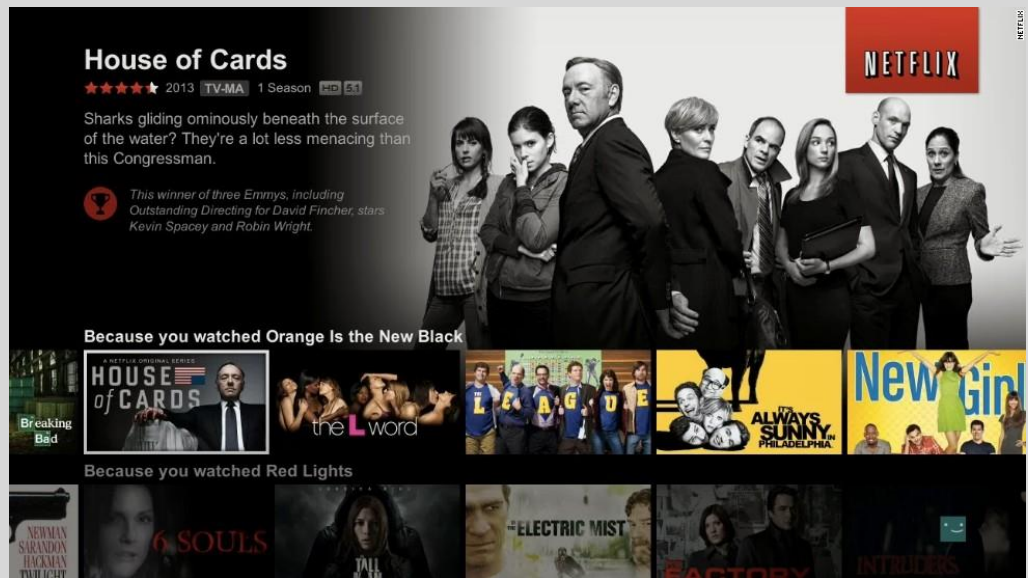 NETFLIX
NETFLIX
House of Cards
2013 TV-MA 1 Season HD 5.1
Sharks gliding ominously beneath the surface
of the water? They're a lot less menacing than
this Congressman.
This winner of three Emmys, including
Outstanding Directing for David Fincher, stars
Kevin Spacey and Robin Wright.
Because you watched Orange Is the New Black
Breaking
Bad
A NETFLIX ORIGINAL SERIES
HOUSE
of CARDS
the L word
LEAGUE
IT'S
ALWAYS
SUNNY IN
PHILADELPHIA
New Girl
Because you watched Red Lights
NEWMAN
SARANDON
HACKMAN
TWILIGHT
6 SOULS
TALL
THE ELECTRIC MIST
FACTORY
INTRUDERS